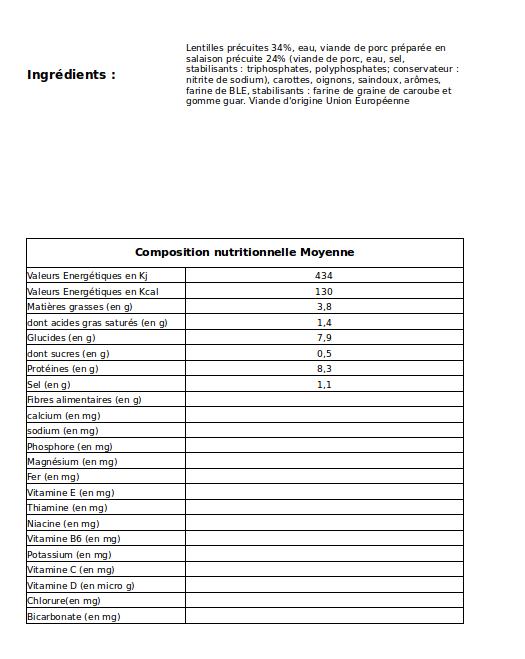 Ingrédients :
Lentilles précuites 34%, eau, viande de porc préparée en
salaison précuite 24% (viande de porc, eau, sel,
stabilisants : triphosphates, polyphosphates; conservateur :
nitrite de sodium), carottes, oignons, saindoux, arômes,
farine de BLE, stabilisants : farine de graine de caroube et
gomme guar. Viande d'origine Union Européenne
Composition nutritionnelle Moyenne
Valeurs Energétiques en Kj 434
Valeurs Energétiques en Kcal 130
Matières grasses (en g) 3,8
dont acides gras saturés (en g) 1,4
Glucides (en g) 7,9
dont sucres (en g) 0,5
Protéines (en g) 8,3
Sel (en g) 1,1
Fibres alimentaires (en g)
calcium (en mg)
sodium (en mg)
Phosphore (en mg)
Magnésium (en mg)
Fer (en mg)
Vitamine E (en mg)
Thiamine (en mg)
Niacine (en mg)
Vitamine B6 (en mg)
Potassium (en mg)
Vitamine C (en mg)
Vitamine D (en micro g)
Chlorure(en mg)
Bicarbonate (en mg)